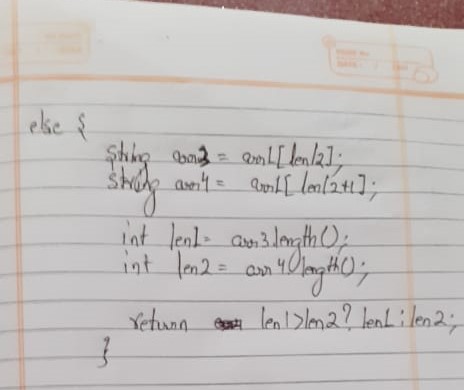 else {
string arr3 = arr1[len/2];
string arr4 = arr1[len/2+1];
int len1 = arr3.length();
int len2 = arr4.length();
return len1>len2? len1 : len2;
}